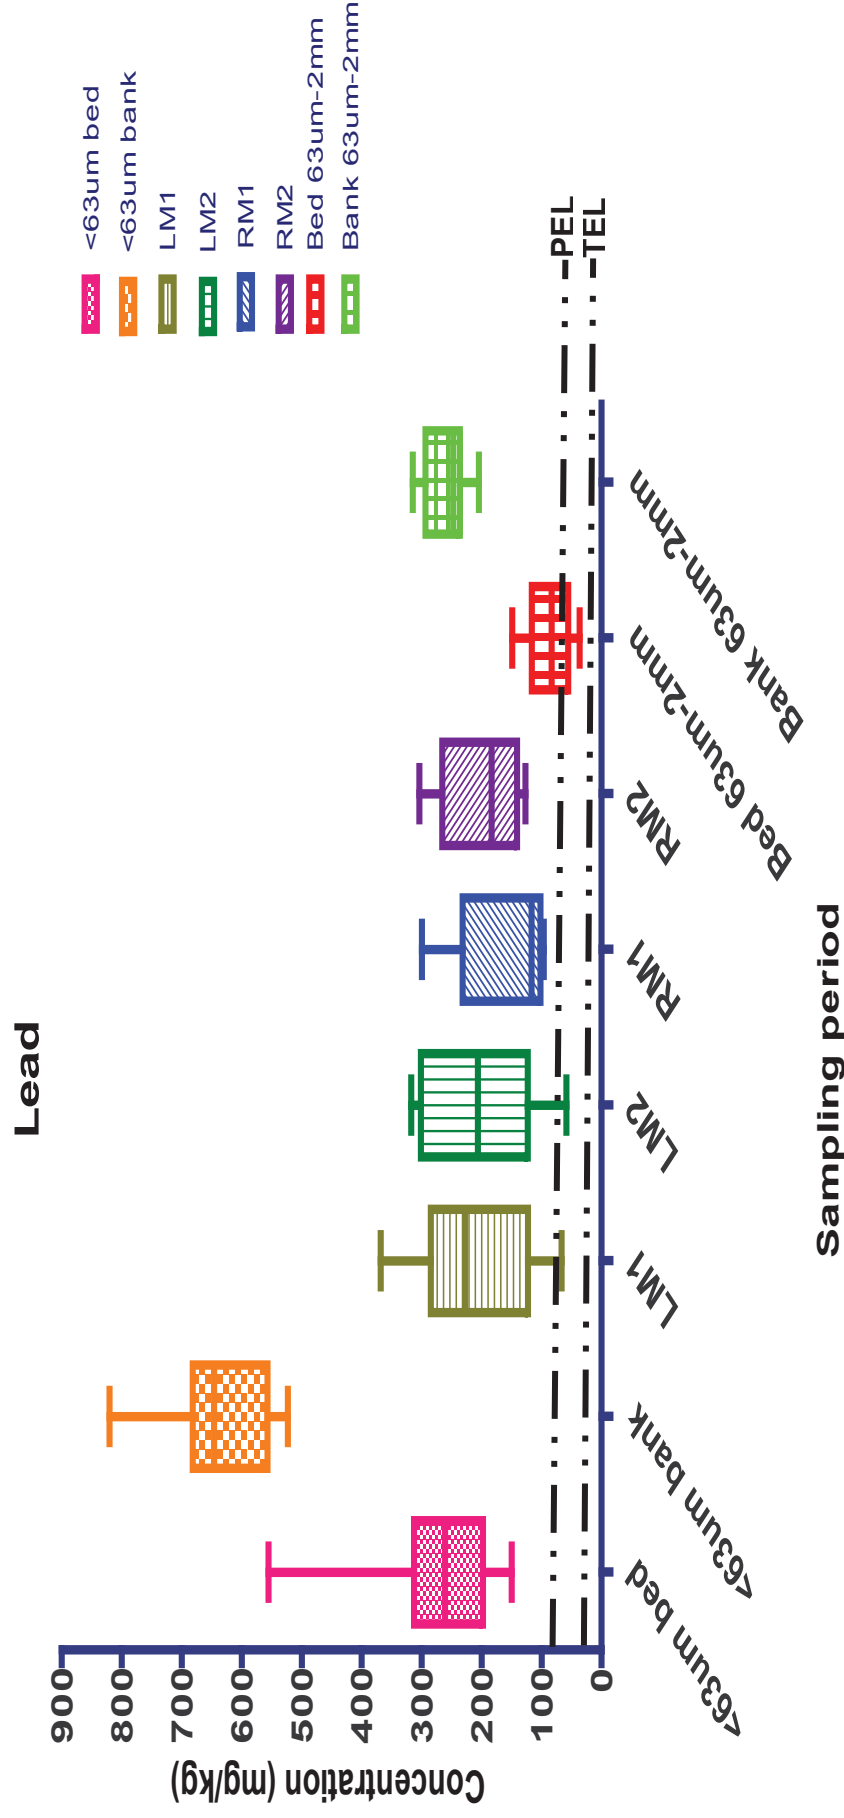 Lead
<63um bed
<63um bank
LM1
LM2
RM1
RM2
Bed 63um-2mm
Bank 63um-2mm
Concentration (mg/kg)
900
800
700
600
500
400
300
200
100
0
PEL
TEL
<63um bed
<63um bank
LM1
LM2
RM1
RM2
Bed 63um-2mm
Bank 63um-2mm
Sampling period